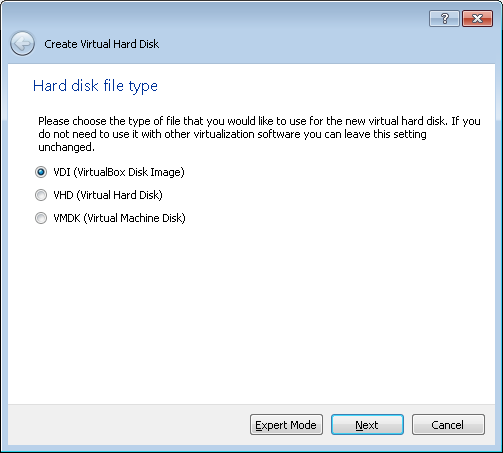 ?
Create Virtual Hard Disk
Hard disk file type
Please choose the type of file that you would like to use for the new virtual hard disk. If you
do not need to use it with other virtualization software you can leave this setting
unchanged.
VDI (VirtualBox Disk Image)
VHD (Virtual Hard Disk)
VMDK (Virtual Machine Disk)
Expert Mode Next Cancel